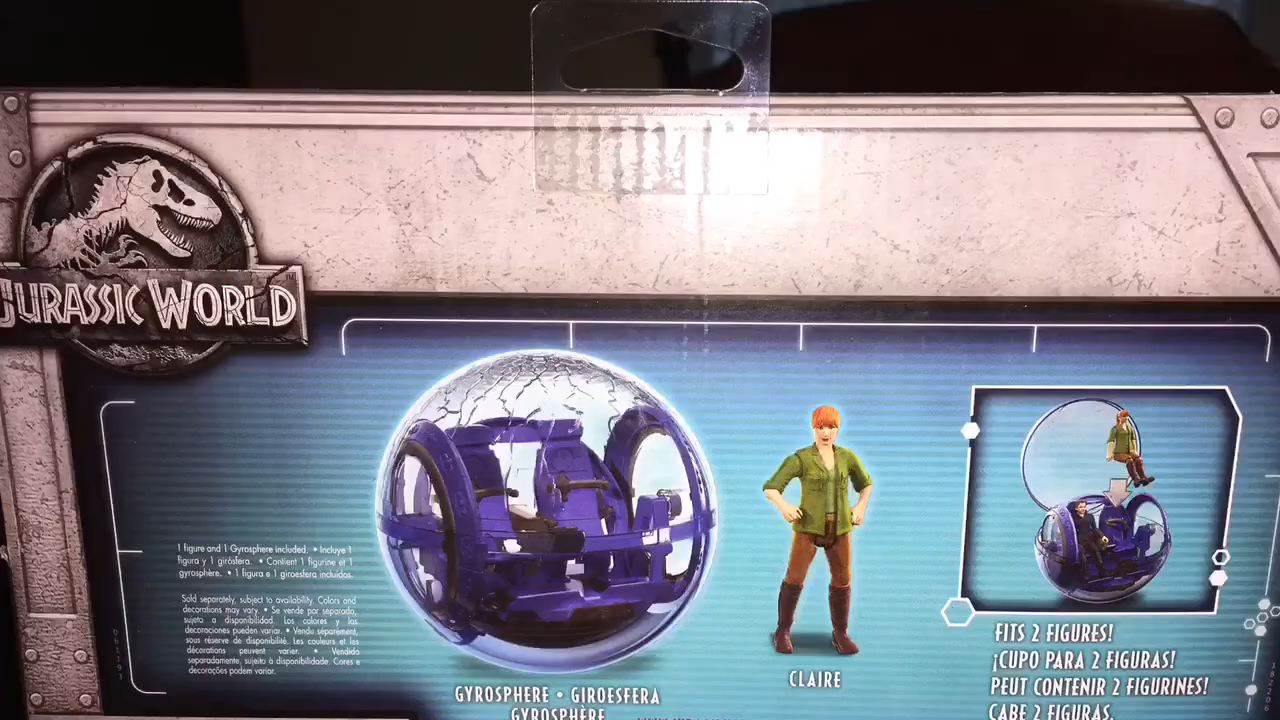 JURASSIC WORLD
TM
1 figure and 1 Gyrosphere included. • Incluye 1
figura y 1 girósfera. • Contient 1 figurine et 1
gyrosphère. • 1 figura e 1 giroesfera incluídos.
Sold separately, subject to availability. Colors and
decorations may vary. • Se vende por separado,
sujeta a disponibilidad. Los colores y las
decoraciones pueden variar. • Vendu séparément,
sous réserve de disponibilité. Les couleurs et les
décorations peuvent varier. • Vendido
separadamente, sujeito à disponibilidade. Cores e
decorações podem variar.
GYROSPHERE • GIROESFERA
GYROSPHÈRE
CLAIRE
FITS 2 FIGURES!
¡CUPO PARA 2 FIGURAS!
PEUT CONTENIR 2 FIGURINES!
CABE 2 FIGURAS.